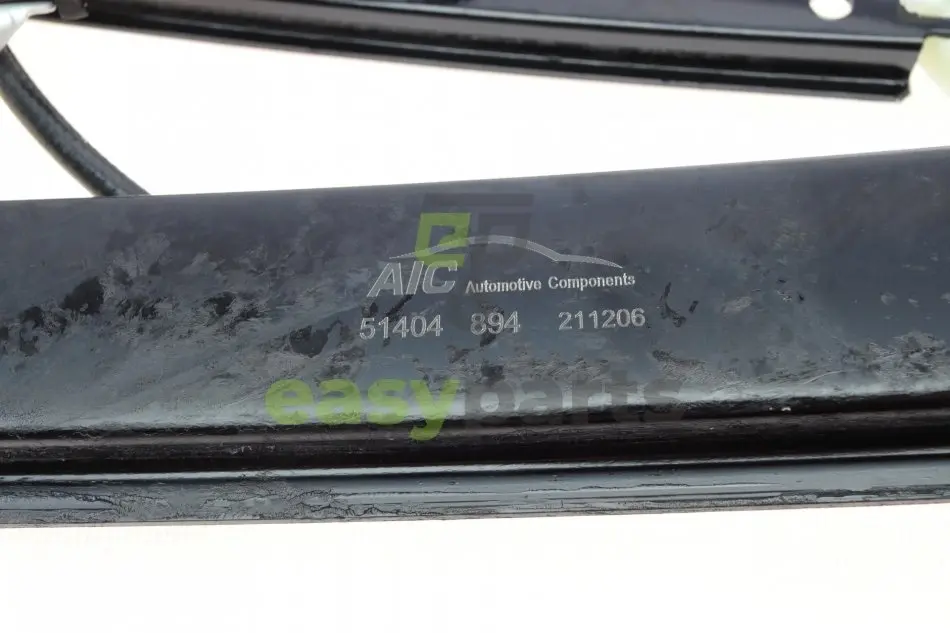 AIC Automotive Components
51404 894 211206
easyparts